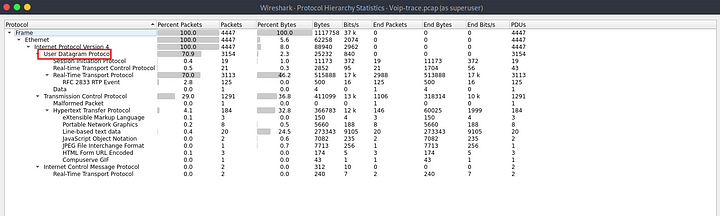 Wireshark · Protocol Hierarchy Statistics · Voip-trace.pcap (as superuser)
Protocol Percent Packets Packets Percent Bytes Bytes Bits/s End Packets End Bytes End Bits/s PDUs
Frame 100.0 4447 100.0 1117758 37 k 0 0 0 4447
Ethernet 100.0 4447 5.6 62258 2074 0 0 0 4447
Internet Protocol Version 4 100.0 4447 8.0 88940 2962 0 0 0 4447
User Datagram Protocol 70.9 3154 2.3 25232 840 0 0 0 3154
Session Initiation Protocol 0.4 19 1.0 11173 372 19 11173 372 19
Real-time Transport Control Protocol 0.5 21 0.3 2852 95 21 1704 56 43
Real-Time Transport Protocol 70.0 3113 46.2 515888 17 k 2988 513888 17 k 3113
RFC 2833 RTP Event 2.8 125 0.0 500 16 125 500 16 125
Data 0.0 1 0.0 4 0 1 4 0 1
Transmission Control Protocol 29.0 1291 36.8 411099 13 k 1106 318314 10 k 1291
Malformed Packet 0.0 1 0.0 0 0 1 0 0 1
Hypertext Transfer Protocol 4.1 184 32.8 366783 12 k 146 60025 1999 184
eXtensible Markup Language 0.1 3 0.0 150 4 3 150 4 3
Portable Network Graphics 0.2 8 0.5 5660 188 8 5660 188 8
Line-based text data 0.4 20 24.5 273343 9105 20 273343 9105 20
JavaScript Object Notation 0.0 2 0.6 7082 235 2 7082 235 2
JPEG File Interchange Format 0.0 1 0.7 7713 256 1 7713 256 1
HTML Form URL Encoded 0.1 3 0.0 174 5 3 174 5 3
Compuserve GIF 0.0 1 0.0 43 1 1 43 1 1
Internet Control Message Protocol 0.0 2 0.0 312 10 0 0 0 2
Real-Time Transport Protocol 0.0 2 0.0 240 7 2 240 7 2